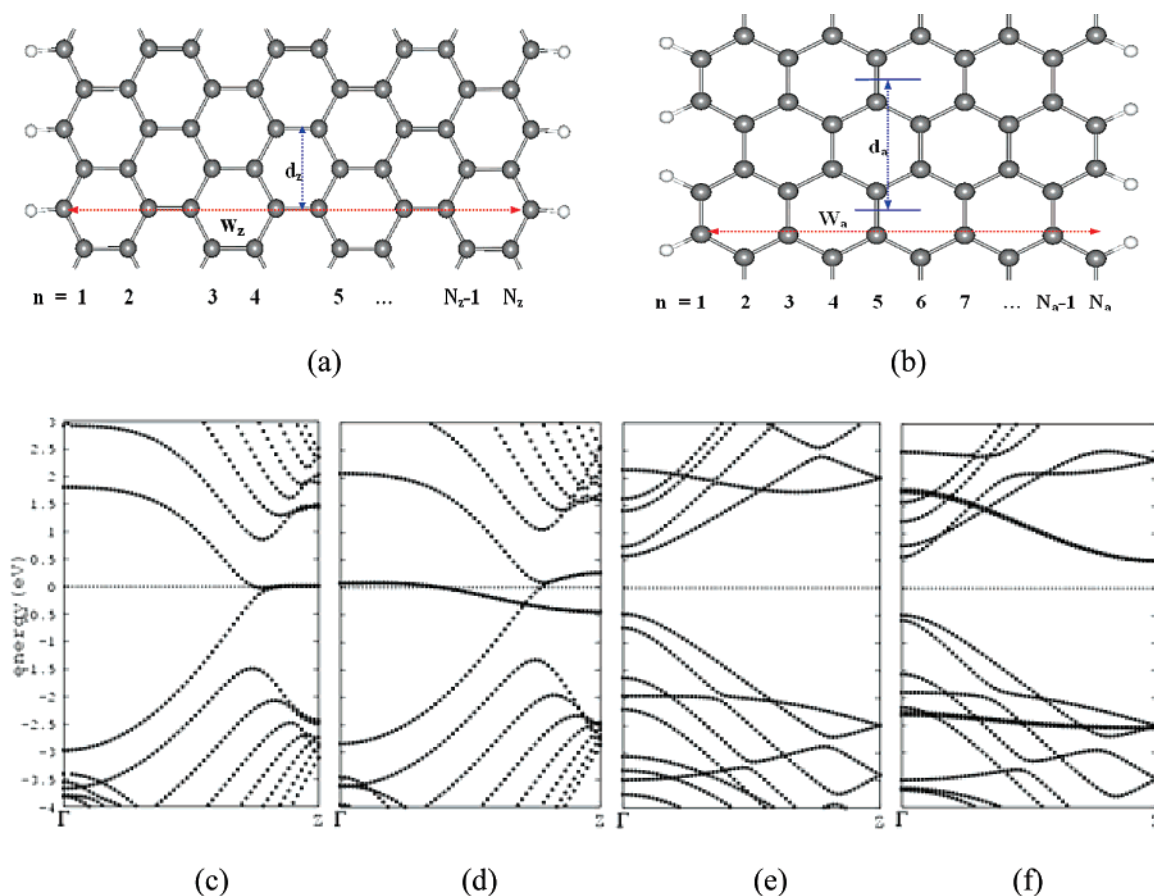 d_z
W_z
n = 1 2 3 4 5 ... N_z-1 N_z
(a)
d_a
W_a
n = 1 2 3 4 5 6 7 ... N_a-1 N_a
(b)
energy (eV)
3
2.5
2
1.5
1
0.5
0
-0.5
-1
-1.5
-2
-2.5
-3
-3.5
-4
Γ z Γ z Γ z Γ z
(c) (d) (e) (f)